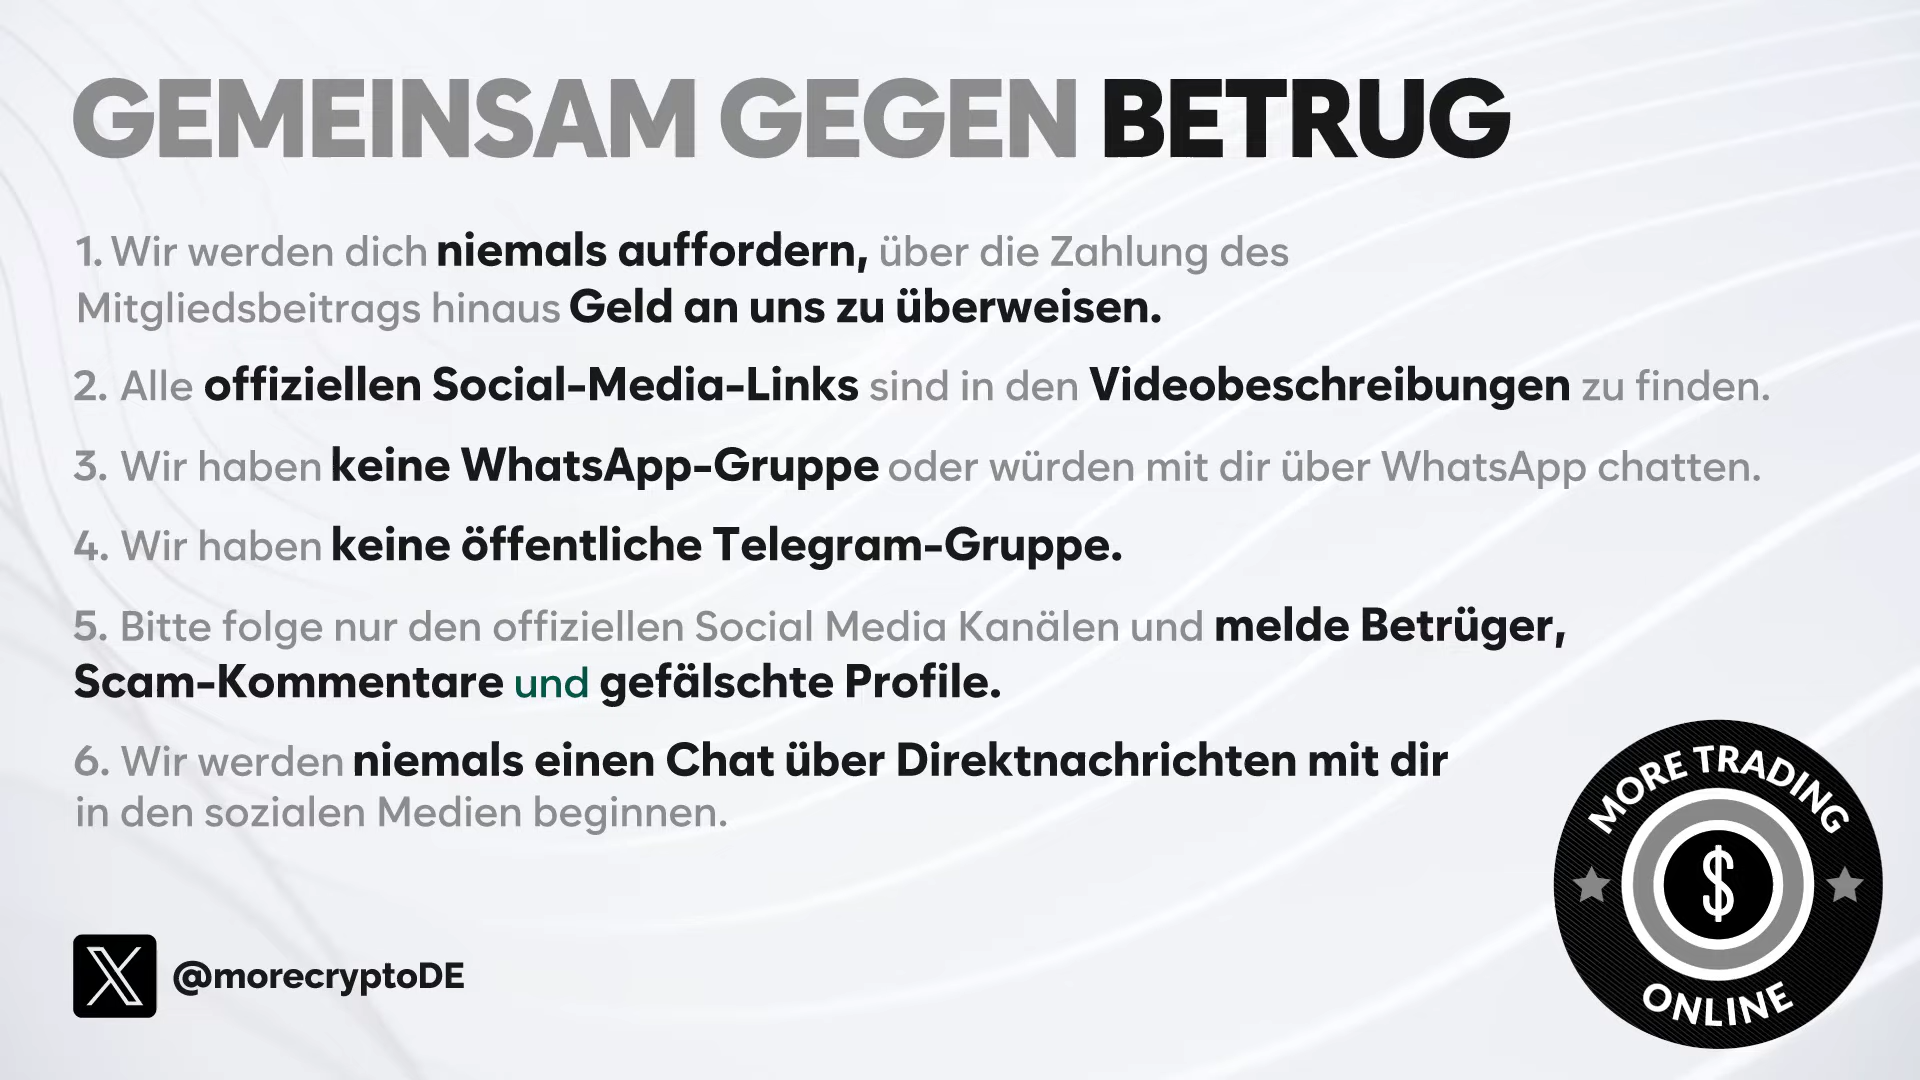 GEMEINSAM GEGEN BETRUG
1. Wir werden dich niemals auffordern, über die Zahlung des
Mitgliedsbeitrags hinaus Geld an uns zu überweisen.
2. Alle offiziellen Social-Media-Links sind in den Videobeschreibungen zu finden.
3. Wir haben keine WhatsApp-Gruppe oder würden mit dir über WhatsApp chatten.
4. Wir haben keine öffentliche Telegram-Gruppe.
5. Bitte folge nur den offiziellen Social Media Kanälen und melde Betrüger,
Scam-Kommentare und gefälschte Profile.
6. Wir werden niemals einen Chat über Direktnachrichten mit dir
in den sozialen Medien beginnen.
@morecryptoDE
MORE TRADING
$
ONLINE